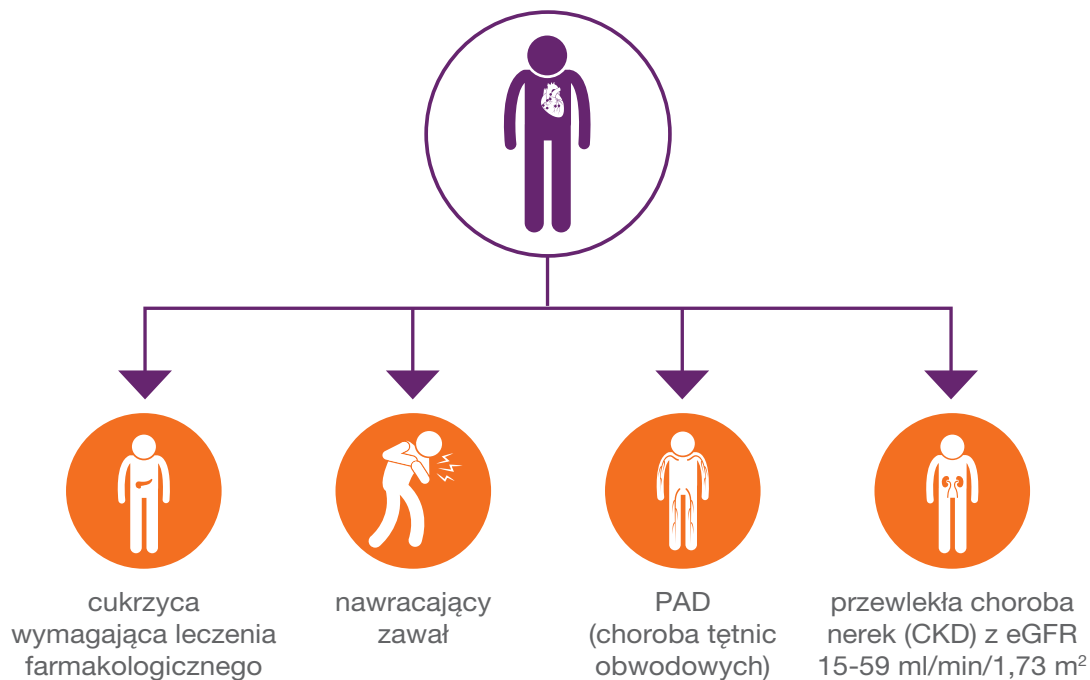 cukrzyca
wymagająca leczenia
farmakologicznego
nawracający
zawał
PAD
(choroba tętnic
obwodowych)
przewlekła choroba
nerek (CKD) z eGFR
15-59 ml/min/1,73 m²